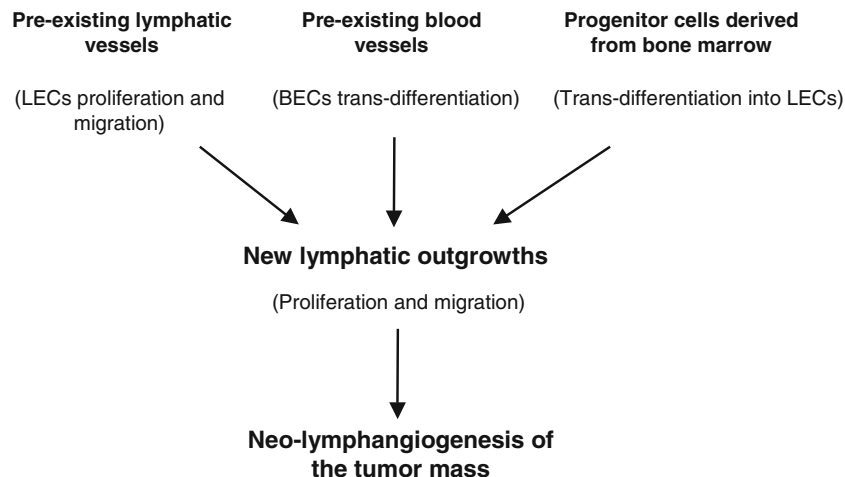 Pre-existing lymphatic
vessels
(LECs proliferation and
migration)
Pre-existing blood
vessels
(BECs trans-differentiation)
Progenitor cells derived
from bone marrow
(Trans-differentiation into LECs)
New lymphatic outgrowths
(Proliferation and migration)
Neo-lymphangiogenesis of
the tumor mass